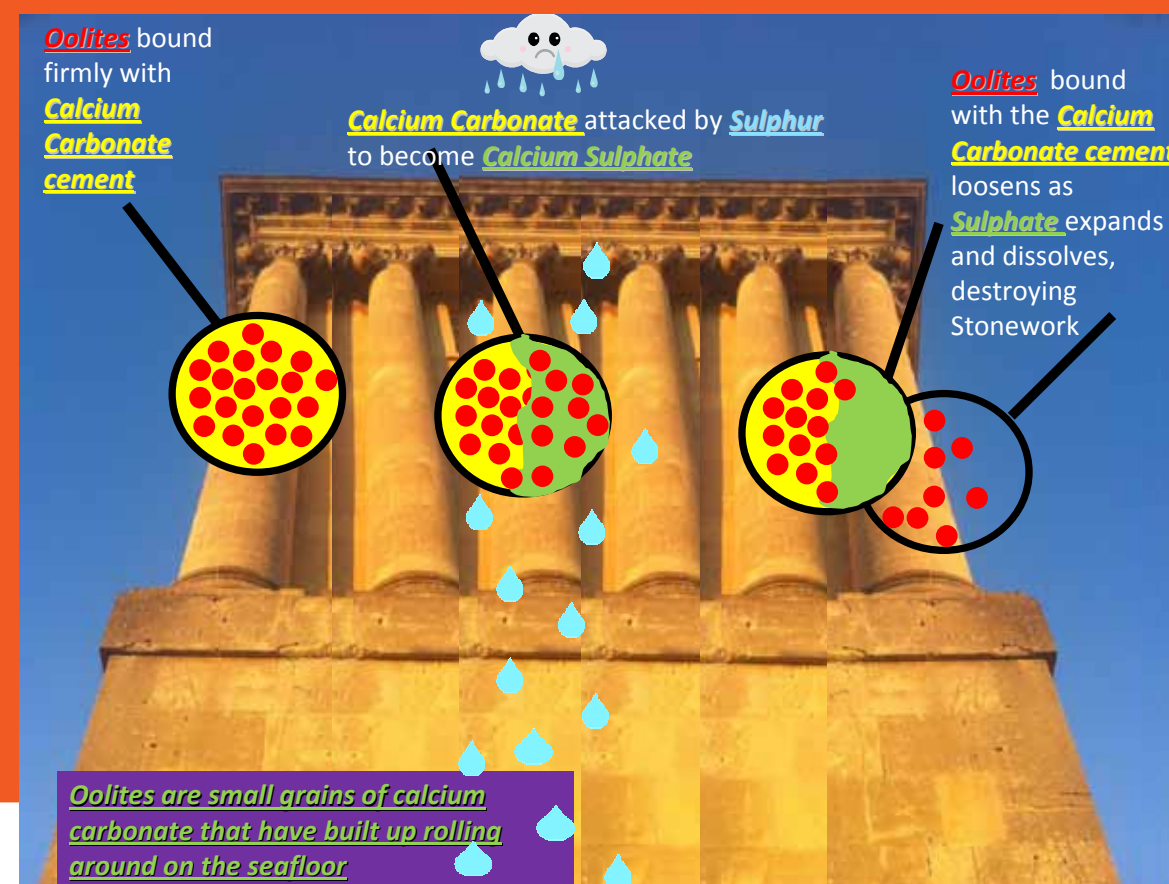 Oolites bound
firmly with
Calcium
Carbonate
cement
Calcium Carbonate attacked by Sulphur
to become Calcium Sulphate
Oolites bound
with the Calcium
Carbonate cement
loosens as
Sulphate expands
and dissolves,
destroying
Stonework
Oolites are small grains of calcium
carbonate that have built up rolling
around on the seafloor